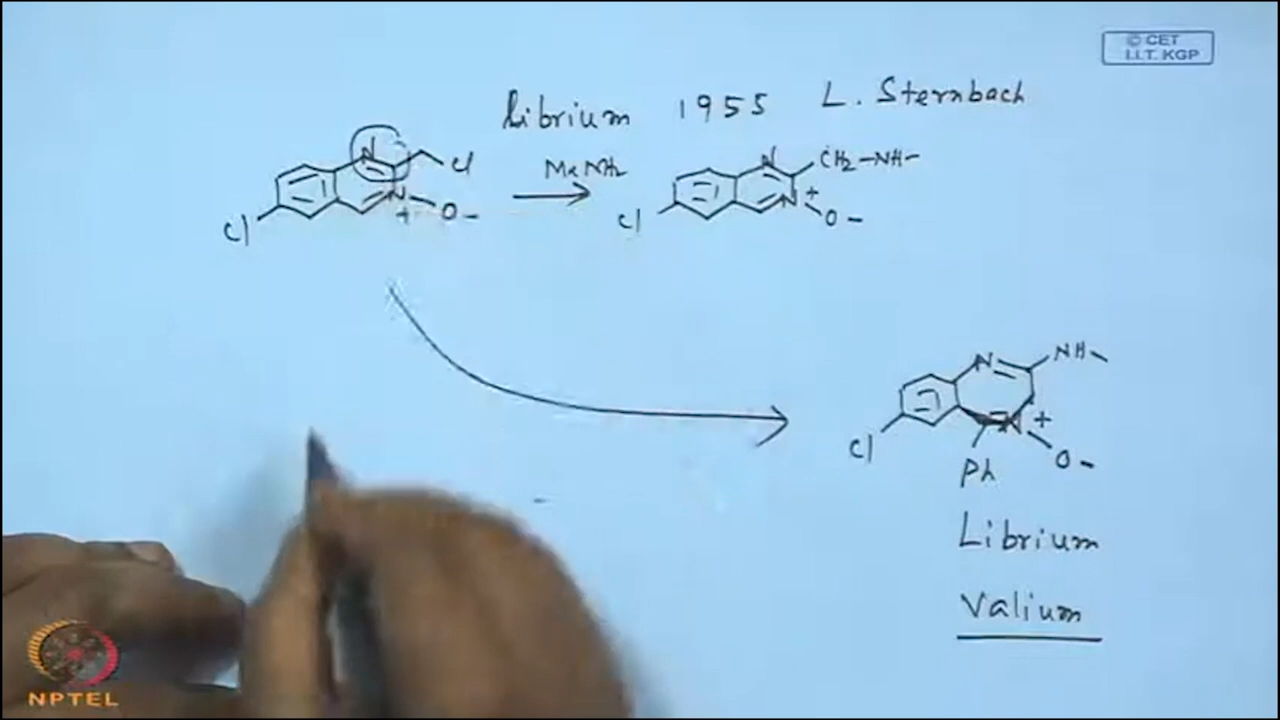 © CET
I.I.T. KGP
Librium 1955 L. Sternbach
N Cl
N + O -
Cl
MeNH2
N CH2-NH-
N + O -
Cl
N NH-
N + O -
Cl
Ph
Librium
Valium
NPTEL